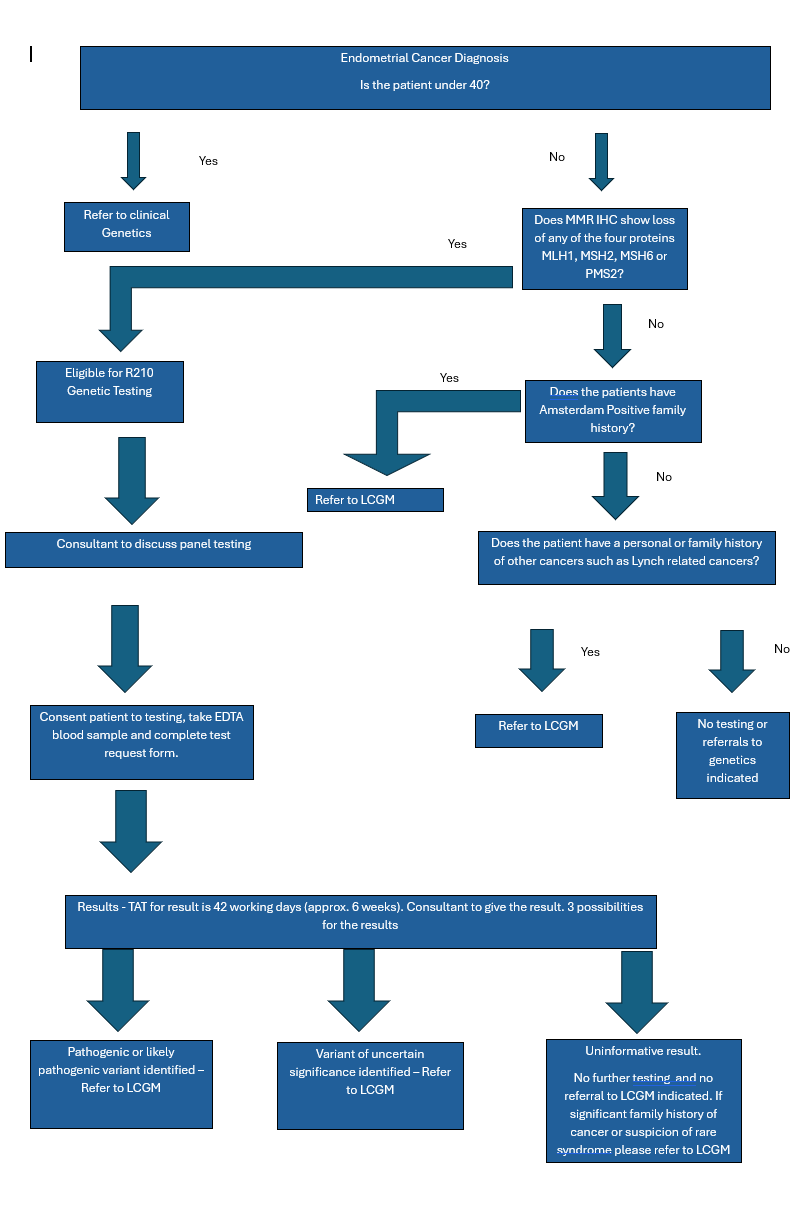 Endometrial Cancer Diagnosis
Is the patient under 40?
Yes
No
Refer to clinical
Genetics
Does MMR IHC show loss
of any of the four proteins
MLH1, MSH2, MSH6 or
PMS2?
Yes
No
Eligible for R210
Genetic Testing
Yes
Does the patients have
Amsterdam Positive family
history?
Refer to LCGM
No
Consultant to discuss panel testing
Does the patient have a personal or family history
of other cancers such as Lynch related cancers?
Yes
No
Consent patient to testing, take EDTA
blood sample and complete test
request form.
Refer to LCGM
No testing or
referrals to
genetics
indicated
Results - TAT for result is 42 working days (approx. 6 weeks). Consultant to give the result. 3 possibilities
for the results
Pathogenic or likely
pathogenic variant identified –
Refer to LCGM
Variant of uncertain
significance identified – Refer
to LCGM
Uninformative result.
No further testing, and no
referral to LCGM indicated. If
significant family history of
cancer or suspicion of rare
syndrome please refer to LCGM